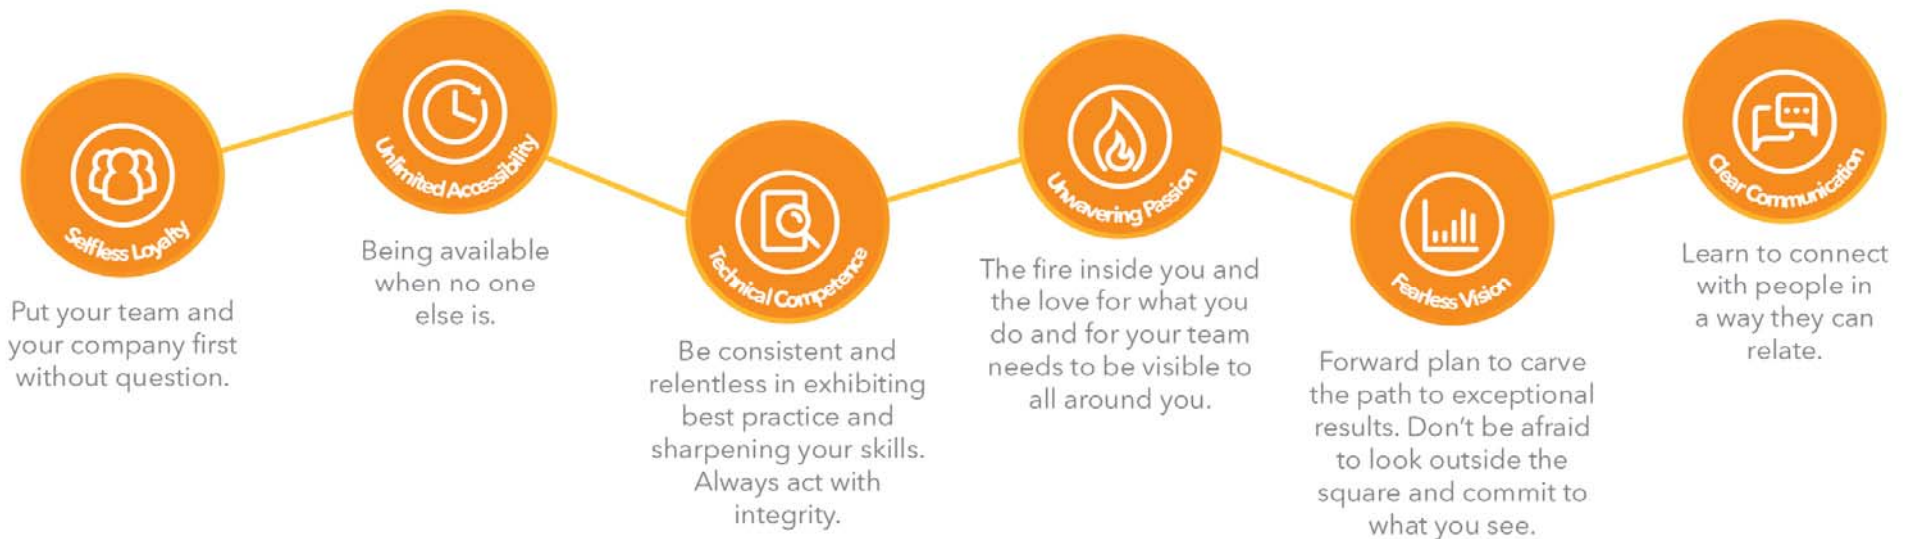 Selfless Loyalty
Put your team and
your company first
without question.
Unlimited Accessibility
Being available
when no one
else is.
Technical Competence
Be consistent and
relentless in exhibiting
best practice and
sharpening your skills.
Always act with
integrity.
Unwavering Passion
The fire inside you and
the love for what you
do and for your team
needs to be visible to
all around you.
Fearless Vision
Forward plan to carve
the path to exceptional
results. Don't be afraid
to look outside the
square and commit to
what you see.
Clear Communication
Learn to connect
with people in
a way they can
relate.